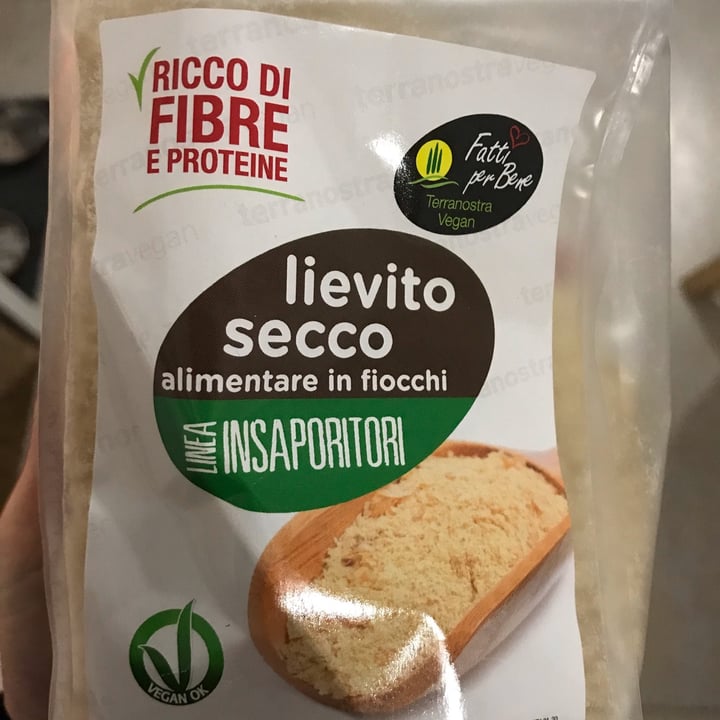 RICCO DI
FIBRE
E PROTEINE
Fatti
per Bene
Terranostra
Vegan
lievito
secco
alimentare in fiocchi
LINEA INSAPORITORI
VEGAN OK